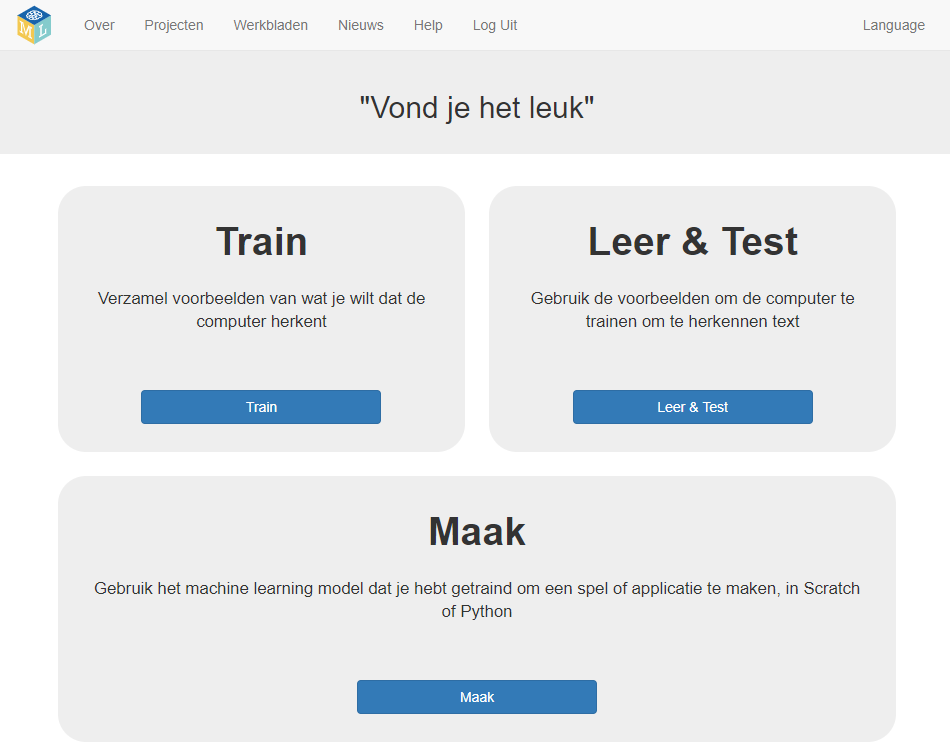 M L
Over Projecten Werkbladen Nieuws Help Log Uit Language
"Vond je het leuk"
Train
Verzamel voorbeelden van wat je wilt dat de
computer herkent
Train
Leer & Test
Gebruik de voorbeelden om de computer te
trainen om te herkennen text
Leer & Test
Maak
Gebruik het machine learning model dat je hebt getraind om een spel of applicatie te maken, in Scratch
of Python
Maak